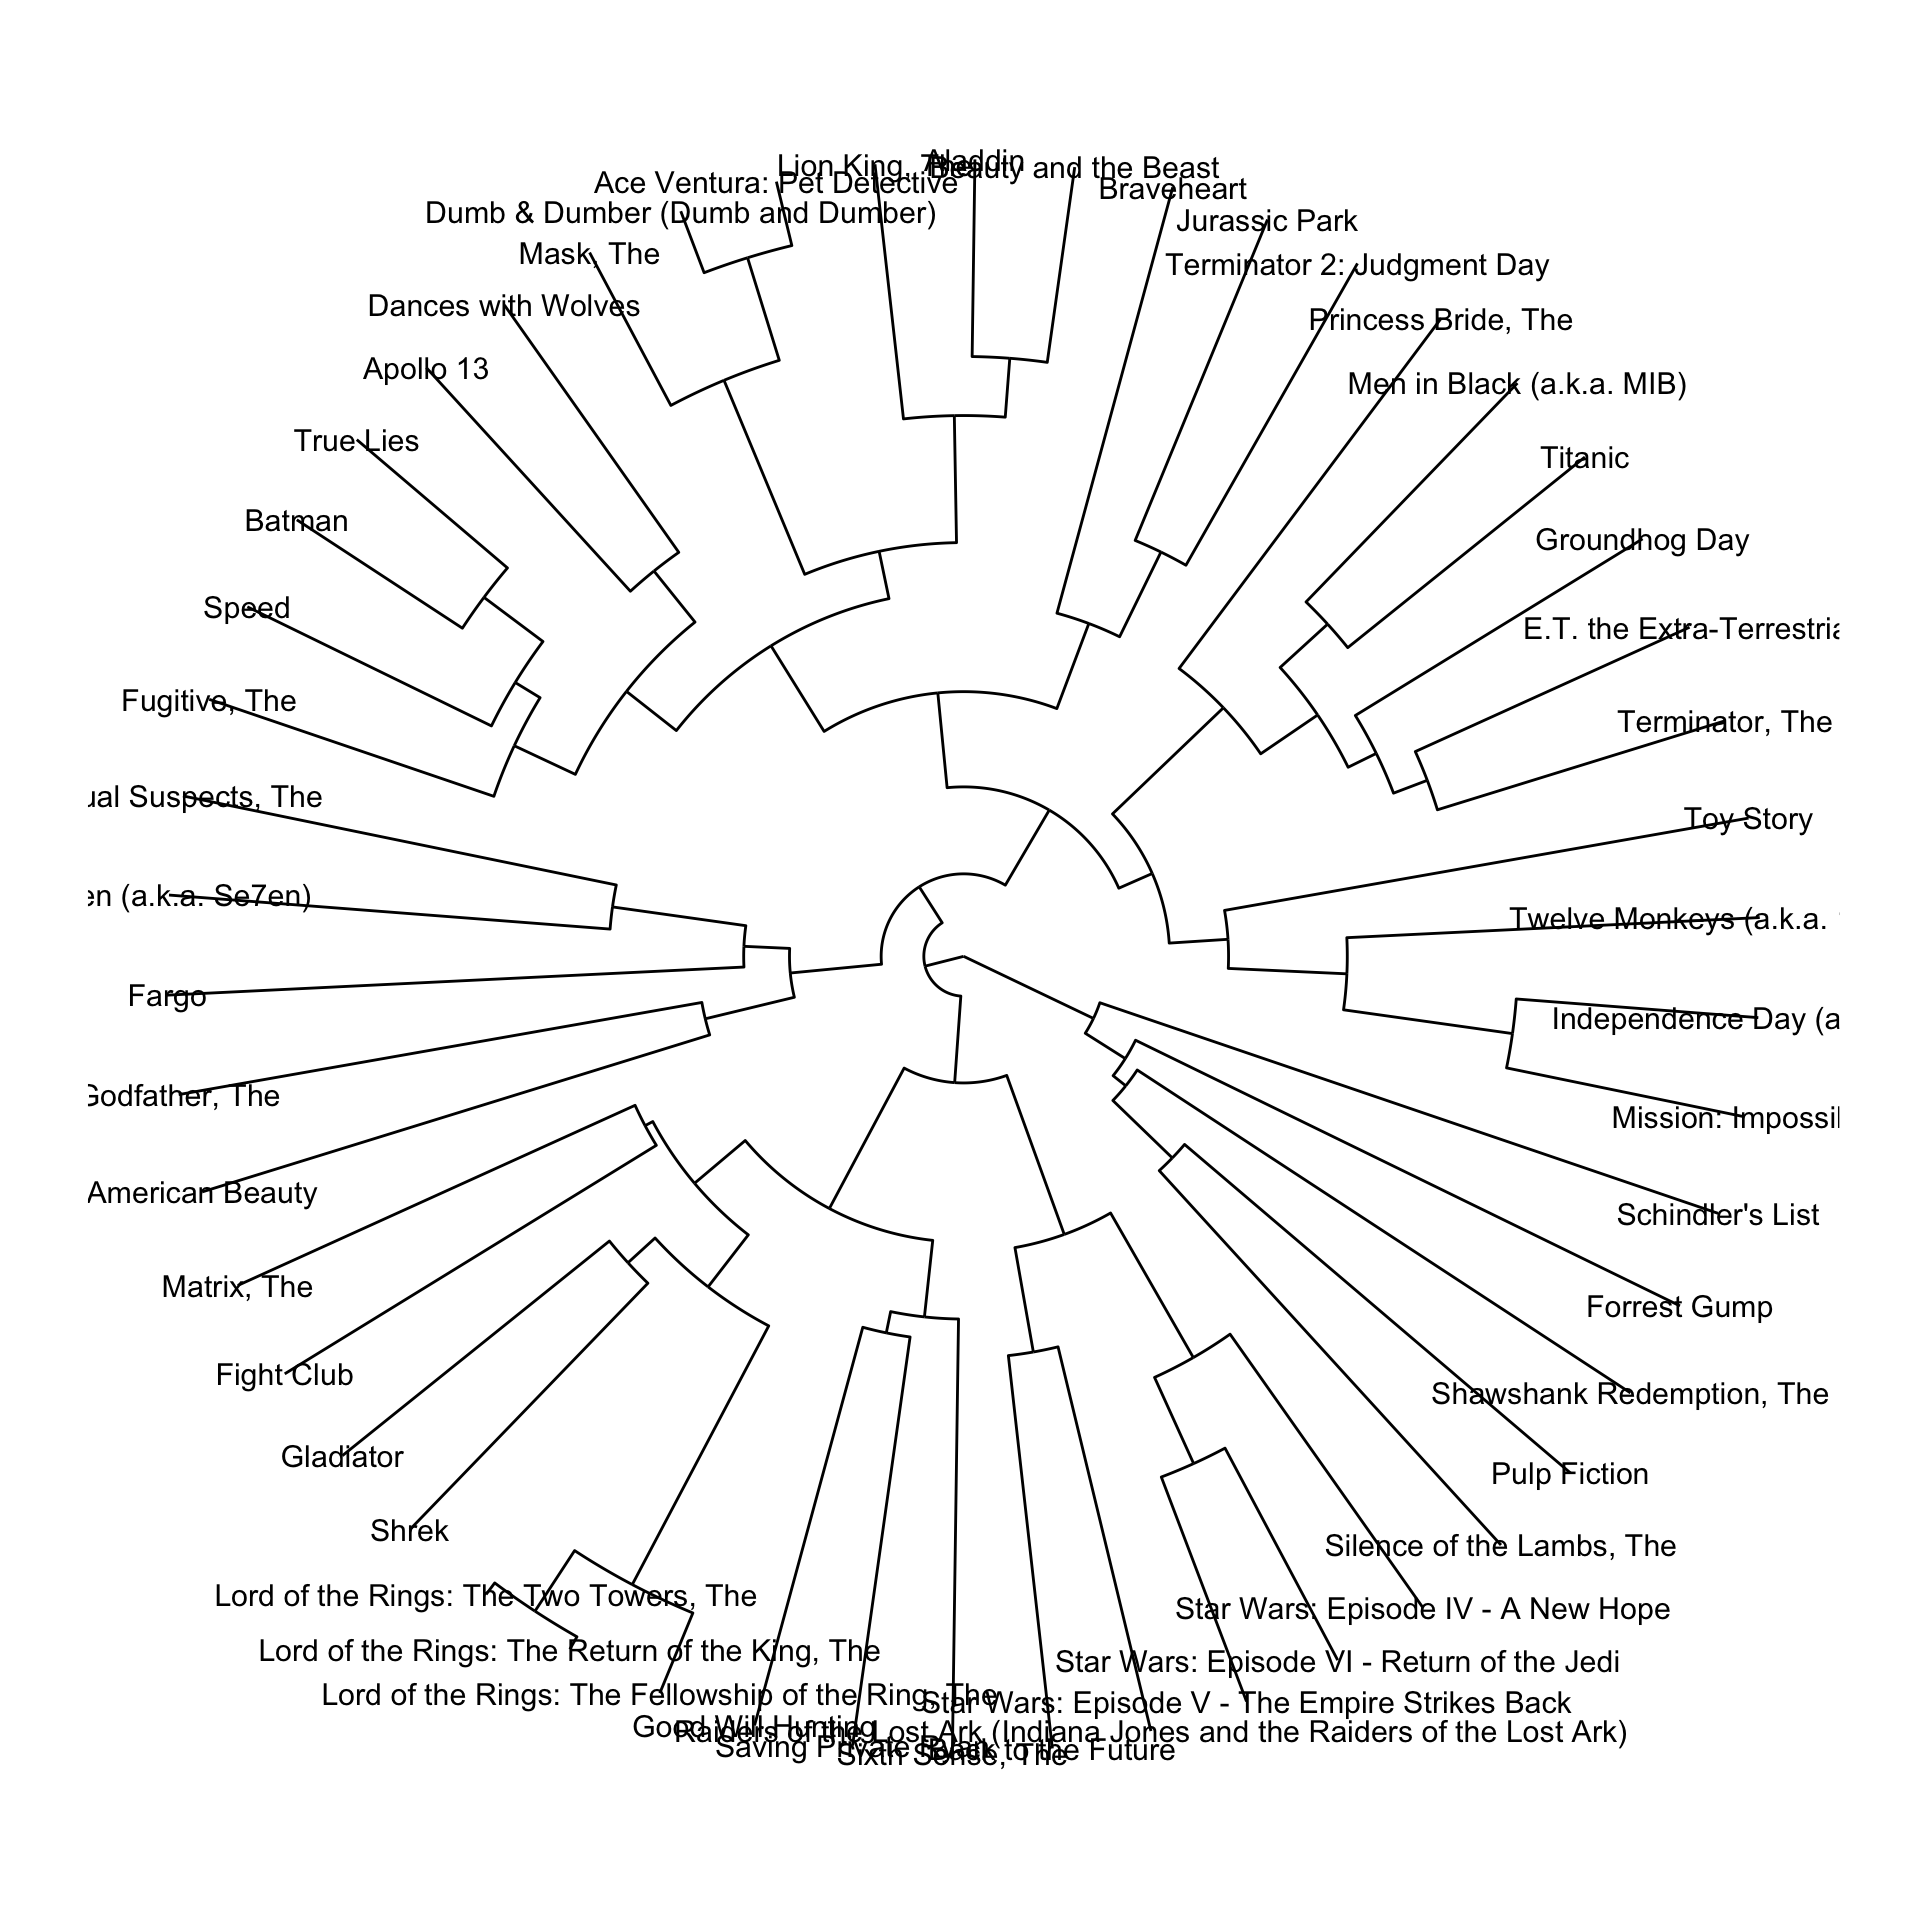 Aladdin
Lion King, The
Beauty and the Beast
Ace Ventura: Pet Detective
Braveheart
Dumb & Dumber (Dumb and Dumber)
Jurassic Park
Mask, The
Terminator 2: Judgment Day
Dances with Wolves
Princess Bride, The
Apollo 13
Men in Black (a.k.a. MIB)
True Lies
Titanic
Batman
Groundhog Day
Speed
E.T. the Extra-Terrestria
Fugitive, The
Terminator, The
ual Suspects, The
Toy Story
en (a.k.a. Se7en)
Twelve Monkeys (a.k.a.
Fargo
Independence Day (a
Godfather, The
Mission: Impossil
American Beauty
Schindler's List
Matrix, The
Forrest Gump
Fight Club
Shawshank Redemption, The
Gladiator
Pulp Fiction
Shrek
Silence of the Lambs, The
Lord of the Rings: The Two Towers, The
Star Wars: Episode IV - A New Hope
Lord of the Rings: The Return of the King, The
Star Wars: Episode VI - Return of the Jedi
Lord of the Rings: The Fellowship of the Ring, The
Star Wars: Episode V - The Empire Strikes Back
Good Will Hunting
Raiders of the Lost Ark (Indiana Jones and the Raiders of the Lost Ark)
Saving Private Ryan
Back to the Future
Sixth Sense, The